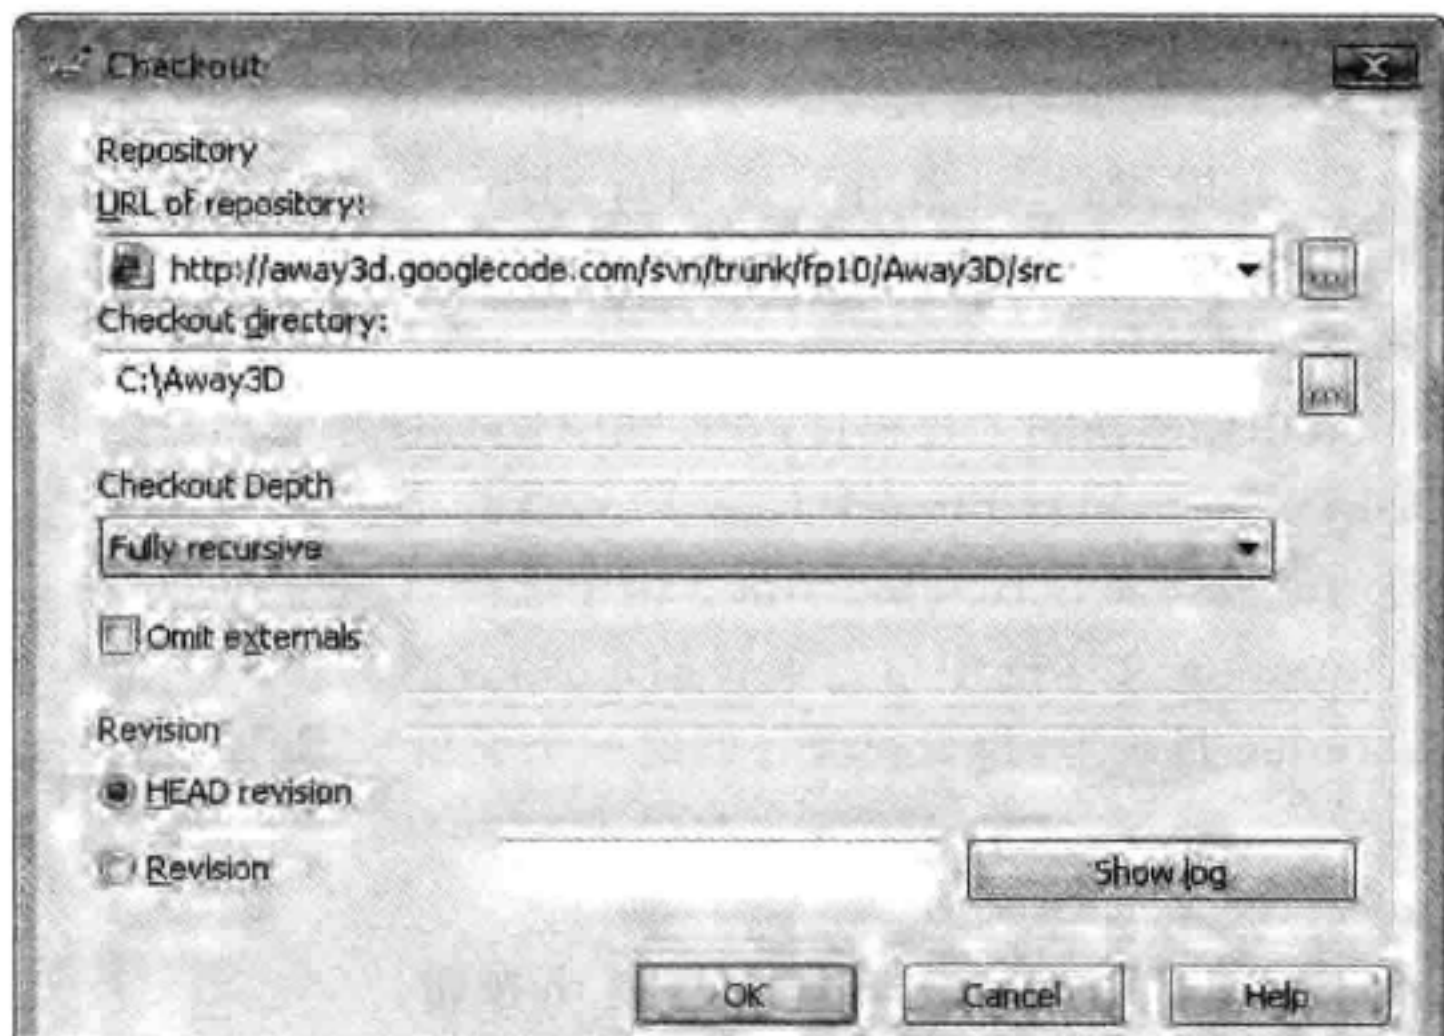 Checkout
Repository
URL of repository:
http://away3d.googlecode.com/svn/trunk/fp10/Away3D/src
Checkout directory:
C:\Away3D
Checkout Depth
Fully recursive
Omit externals
Revision
HEAD revision
Revision
Show log
OK Cancel Help